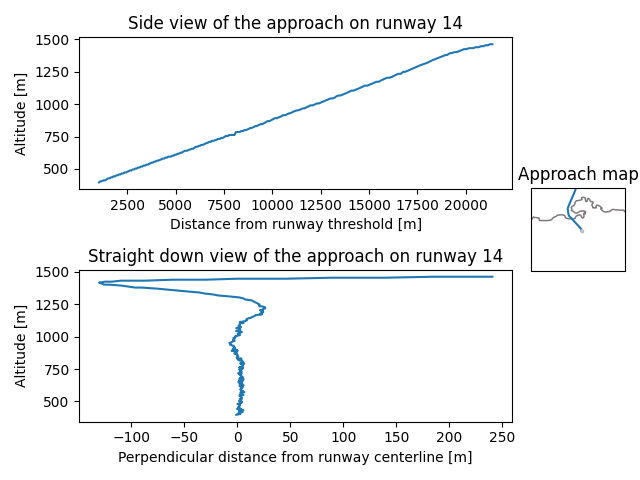 Side view of the approach on runway 14
1500
1250
1000
750
500
Altitude [m]
2500 5000 7500 10000 12500 15000 17500 20000
Distance from runway threshold [m]
Approach map
Straight down view of the approach on runway 14
1500
1250
1000
750
500
Altitude [m]
−100 −50 0 50 100 150 200 250
Perpendicular distance from runway centerline [m]